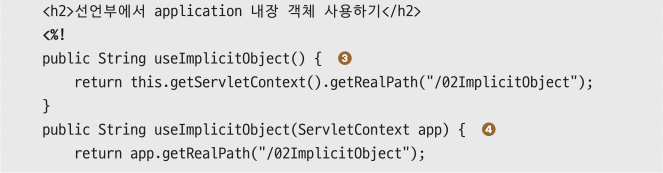 <h2>선언부에서 application 내장 객체 사용하기</h2>
<%!
public String useImplicitObject() { ❸
    return this.getServletContext().getRealPath("/02ImplicitObject");
}
public String useImplicitObject(ServletContext app) { ❹
    return app.getRealPath("/02ImplicitObject");